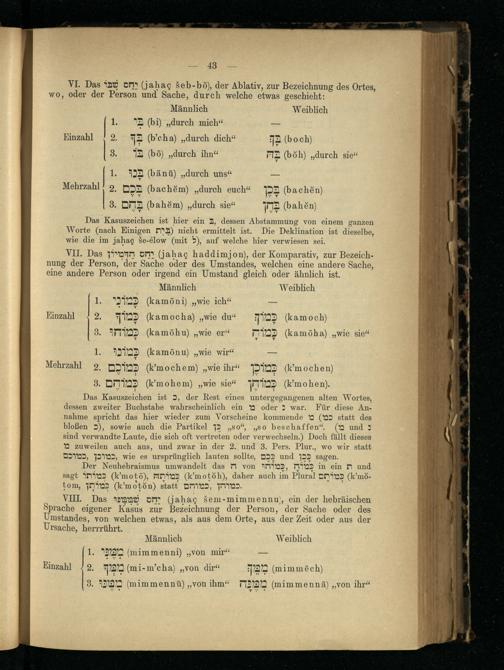 — 43 —
VI. Das יַחַס שֶׁבּוֹ (jahaç šeb-bō), der Ablativ, zur Bezeichnung des Ortes,
wo, oder der Person und Sache, durch welche etwas geschieht:
Männlich Weiblich
1. בִּי (bi) „durch mich“ —
Einzahl 2. בְּךָ (b'cha) „durch dich“ בָּךְ (boch)
3. בּוֹ (bō) „durch ihn“ בָּהּ (bōh) „durch sie“
1. בָּנוּ (bānū) „durch uns“ —
Mehrzahl 2. בָּכֶם (bachēm) „durch euch“ בָּכֶן (bachēn)
3. בָּהֶם (bahēm) „durch sie“ בָּהֶן (bahēn)
Das Kasuszeichen ist hier ein בּ, dessen Abstammung von einem ganzen
Worte (nach Einigen בַּיִת) nicht ermittelt ist. Die Deklination ist dieselbe,
wie die im jahaç še-ēlow (mit ל), auf welche hier verwiesen sei.
VII. Das יַחַס הַדִּמְיוֹן (jahaç haddimjon), der Komparativ, zur Bezeich-
nung der Person, der Sache oder des Umstandes, welchen eine andere Sache,
eine andere Person oder irgend ein Umstand gleich oder ähnlich ist.
Männlich Weiblich
1. כָּמוֹנִי (kamōni) „wie ich“ —
Einzahl 2. כָּמוֹךָ (kamocha) „wie du“ כָּמוֹךְ (kamoch)
3. כָּמוֹהוּ (kamōhu) „wie er“ כָּמוֹהָ (kamōha) „wie sie“
1. כָּמוֹנוּ (kamōnu) „wie wir“ —
Mehrzahl 2. כְּמוֹכֶם (k'mochem) „wie ihr“ כְּמוֹכֶן (k'mochen)
3. כְּמוֹהֶם (k'mohem) „wie sie“ כְּמוֹהֶן (k'mohen).
Das Kasuszeichen ist כְּ, der Rest eines untergegangenen alten Wortes,
dessen zweiter Buchstabe wahrscheinlich ein מ oder נ war. Für diese An-
nahme spricht das hier wieder zum Vorscheine kommende מ (כמו statt des
bloßen כ), sowie auch die Partikel כֵּן „so“, „so beschaffen“. (מ und נ
sind verwandte Laute, die sich oft vertreten oder verwechseln.) Doch fällt dieses
מ zuweilen auch aus, und zwar in der 2. und 3. Pers. Plur., wo wir statt
כמוכן, כמוכם, wie es ursprünglich lauten sollte, כָּכֶם und כָּכֶן sagen.
Der Neuhebraismus umwandelt das ה von כָּמוֹהָ, כָּמוֹהוּ in ein ת und
sagt כְּמוֹתוֹ (k'motō), כְּמוֹתָהּ (k'motōh), daher auch im Plural כְּמוֹתָם (k'mō-
tom, כְּמוֹתָן (k'motōn) statt כמוהן, כמוהם.
VIII. Das יַחַס שֶׁמִּמֶּנּוּ (jahaç šem-mimmennu), ein der hebräischen
Sprache eigener Kasus zur Bezeichnung der Person, der Sache oder des
Umstandes, von welchen etwas, als aus dem Orte, aus der Zeit oder aus der
Ursache, herrührt.
Männlich Weiblich
1. מִמֶּנִּי (mimmeni) „von mir“ —
Einzahl 2. מִמְּךָ (mi-m'cha) „von dir“ מִמֵּךְ (mimmēch)
3. מִמֶּנּוּ (mimmennū) „von ihm“ מִמֶּנָּה (mimmennā) „von ihr“